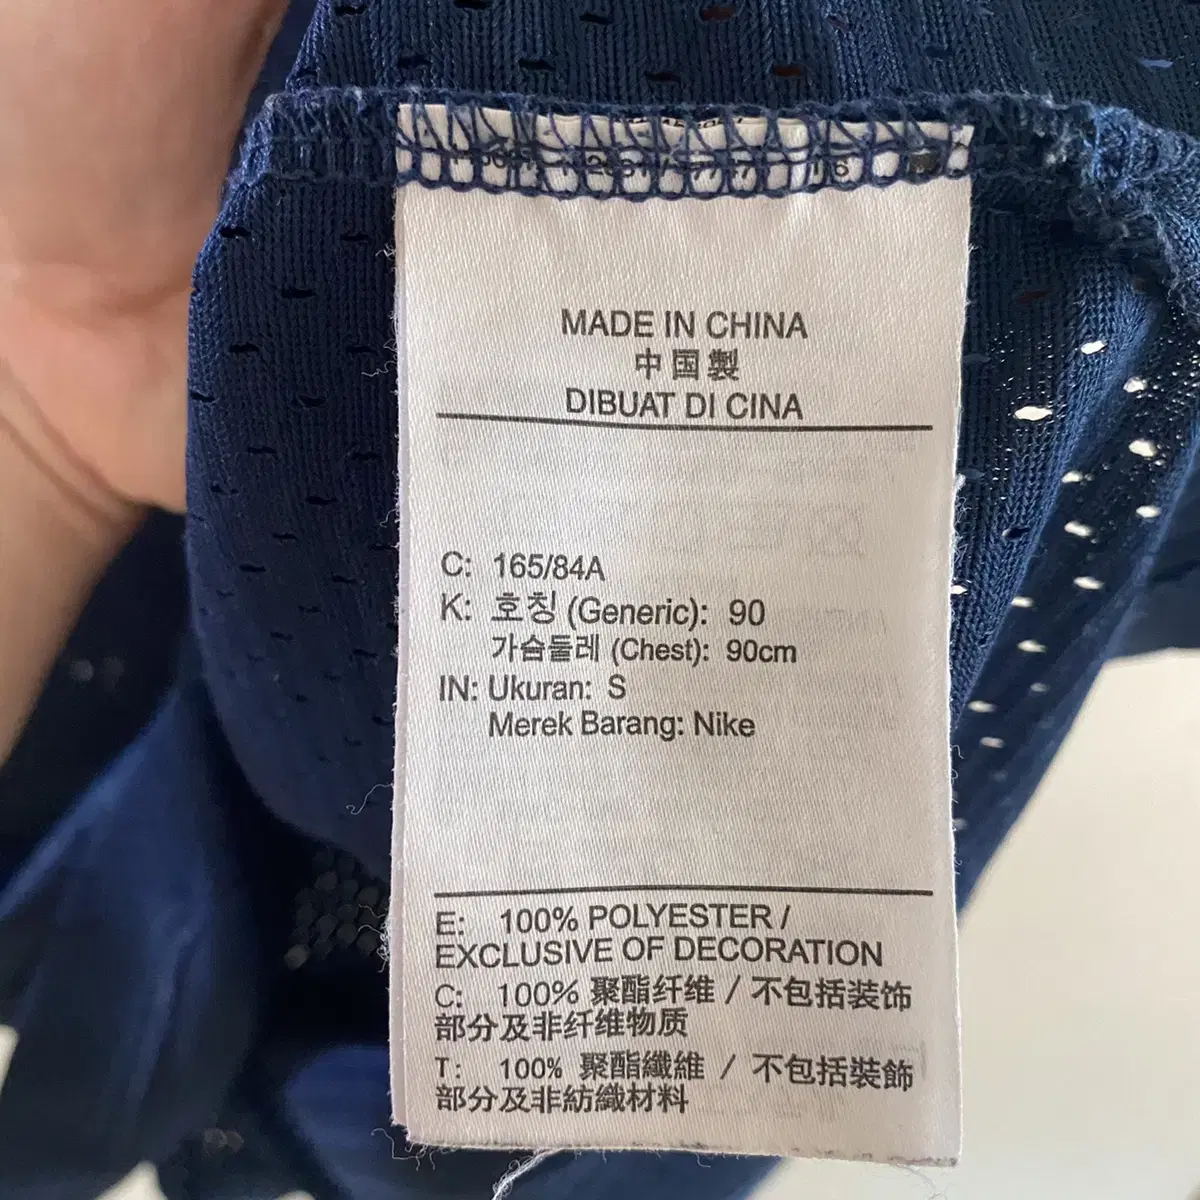 MADE IN CHINA
中国製
DIBUAT DI CINA
C: 165/84A
K: 호칭 (Generic): 90
가슴둘레 (Chest): 90cm
IN: Ukuran: S
Merek Barang: Nike
E: 100% POLYESTER /
EXCLUSIVE OF DECORATION
C: 100% 聚酯纤维 / 不包括装饰
部分及非纤维物质
T: 100% 聚酯纖維 / 不包括裝飾
部分及非紡織材料